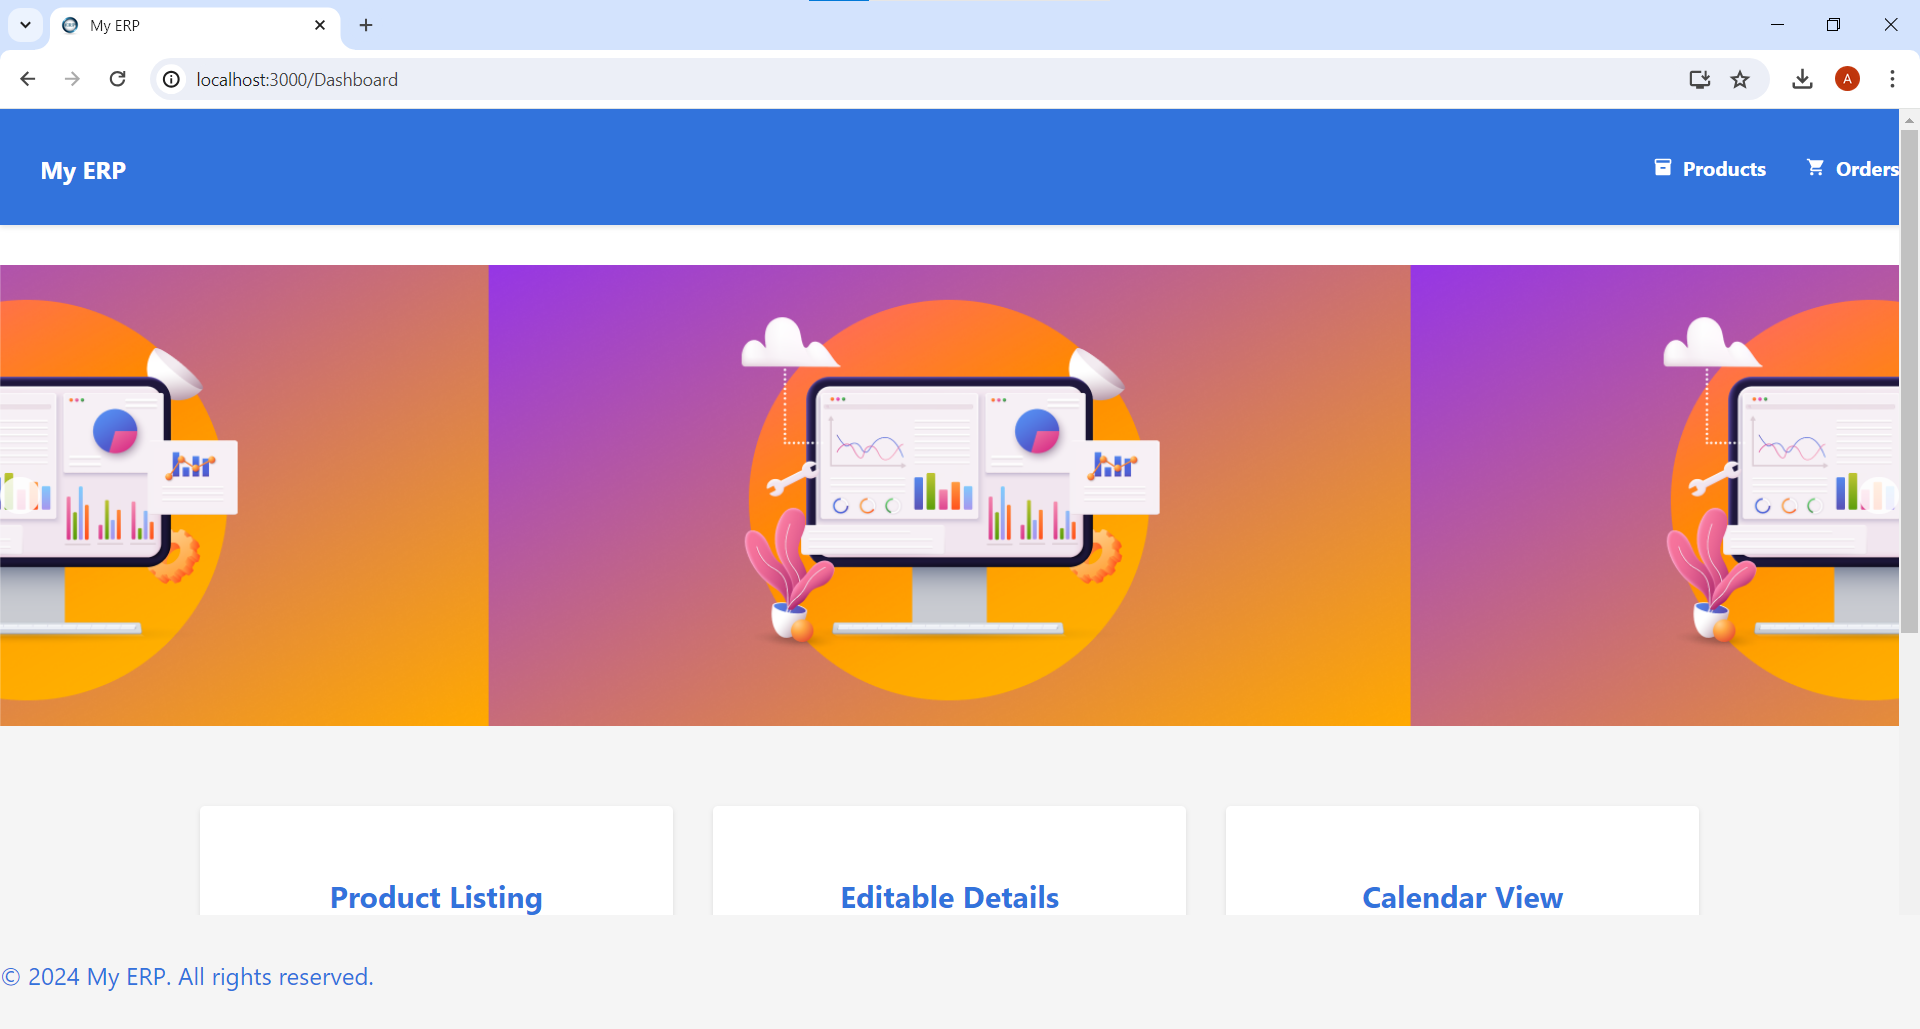 My ERP
localhost:3000/Dashboard
A
My ERP
Products
Orders
Product Listing
Editable Details
Calendar View
© 2024 My ERP. All rights reserved.